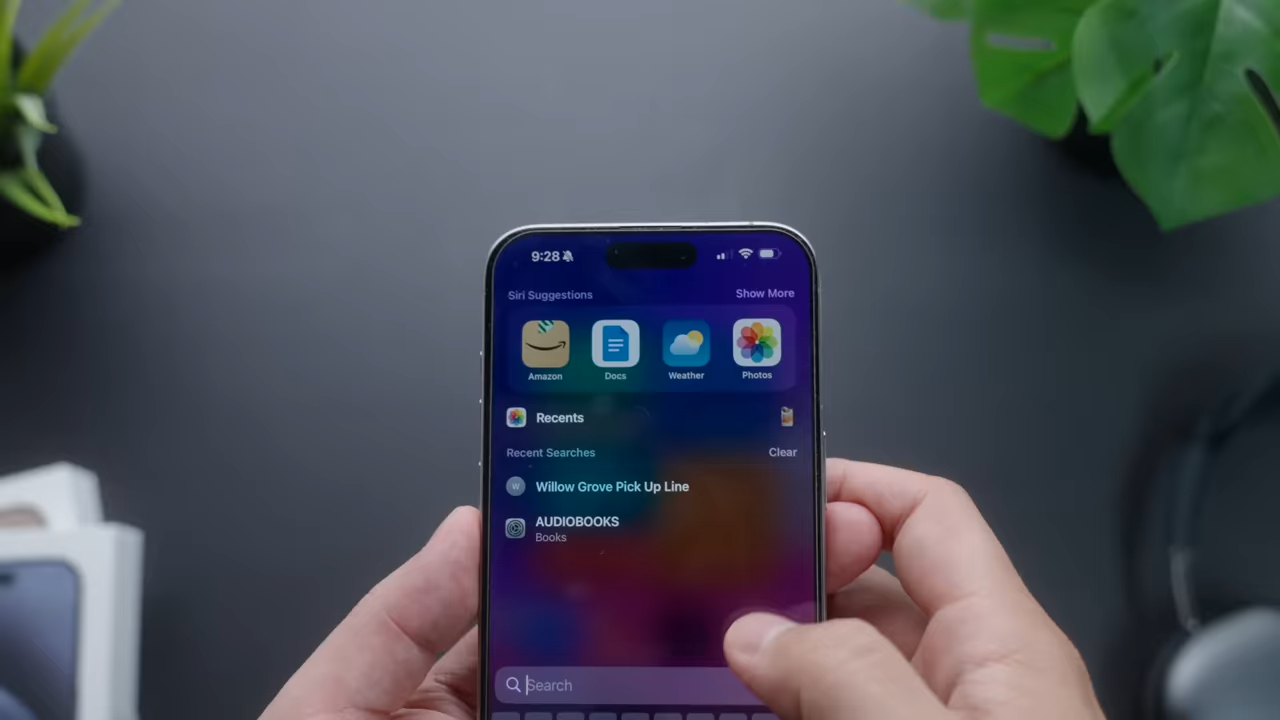 9:28
Siri Suggestions
Show More
Amazon
Docs
Weather
Photos
Recents
Recent Searches
Clear
W
Willow Grove Pick Up Line
AUDIOBOOKS
Books
Search